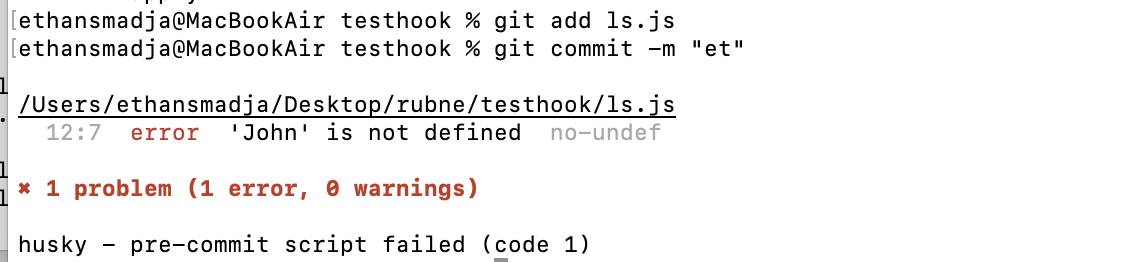 [ethansmadja@MacBookAir testhook % git add ls.js
[ethansmadja@MacBookAir testhook % git commit -m "et"
/Users/ethansmadja/Desktop/rubne/testhook/ls.js
12:7 error 'John' is not defined no-undef
✖ 1 problem (1 error, 0 warnings)
husky - pre-commit script failed (code 1)